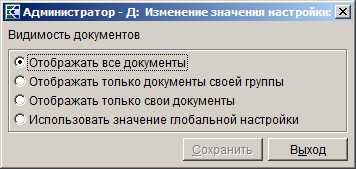 Администратор - Д: Изменение значения настройки:
Видимость документов
Отображать все документы
Отображать только документы своей группы
Отображать только свои документы
Использовать значение глобальной настройки
Сохранить Выход